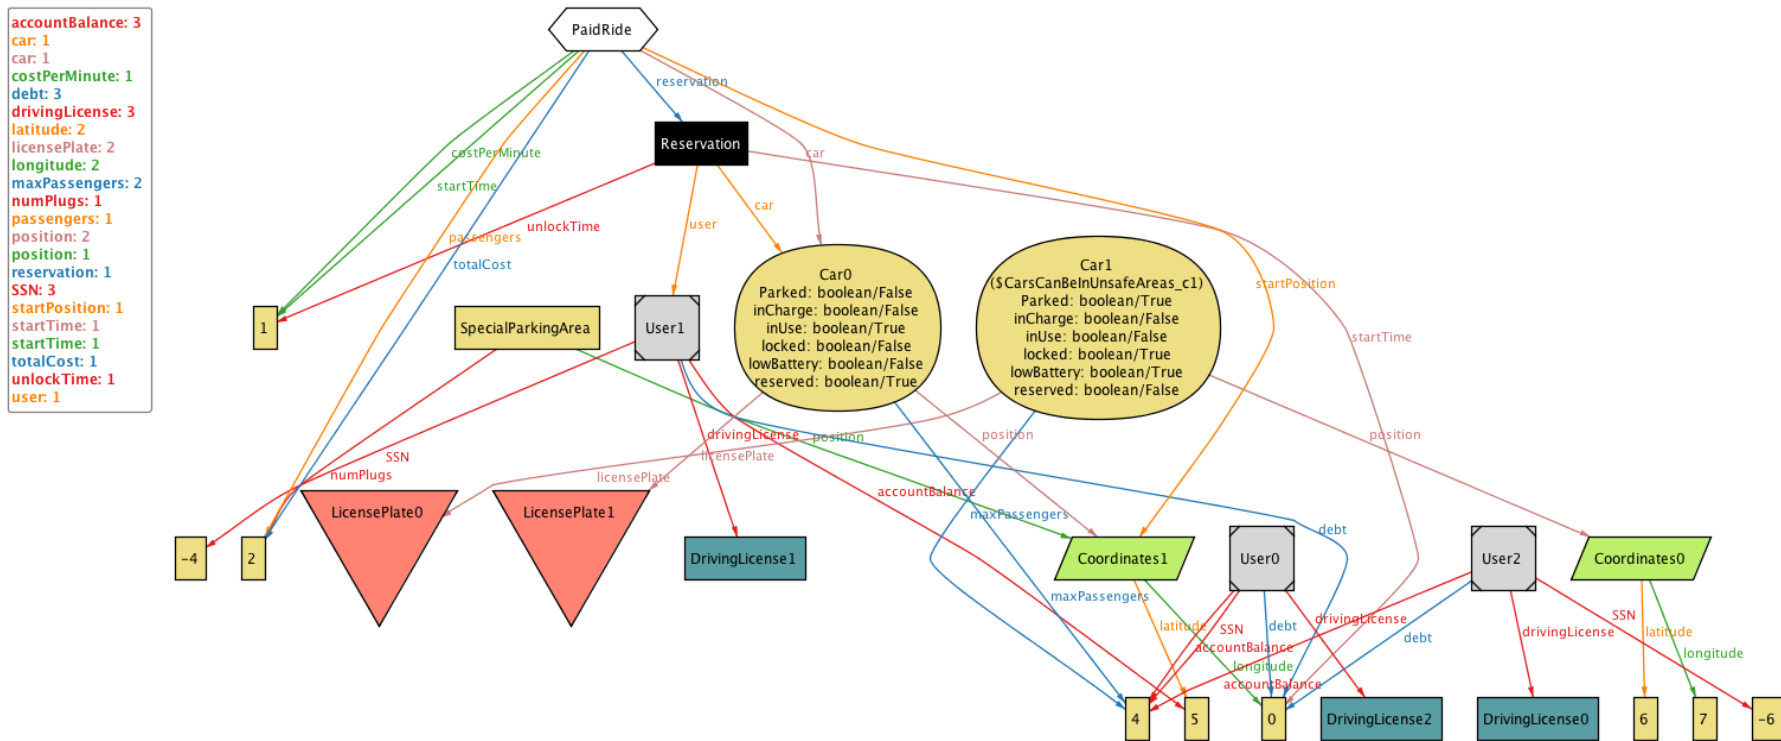 accountBalance: 3
car: 1
car: 1
costPerMinute: 1
debt: 3
drivingLicense: 3
latitude: 2
licensePlate: 2
longitude: 2
maxPassengers: 2
numPlugs: 1
passengers: 1
position: 2
position: 1
reservation: 1
SSN: 3
startPosition: 1
startTime: 1
startTime: 1
totalCost: 1
unlockTime: 1
user: 1
PaidRide
reservation
Reservation
costPerMinute
car
startTime
car
unlockTime
user
passengers
totalCost
startPosition
1
SpecialParkingArea
User1
Car0
Parked: boolean/False
inCharge: boolean/False
inUse: boolean/True
locked: boolean/False
lowBattery: boolean/False
reserved: boolean/True
Car1
($CarsCanBeInUnsafeAreas_c1)
Parked: boolean/True
inCharge: boolean/False
inUse: boolean/False
locked: boolean/True
lowBattery: boolean/True
reserved: boolean/False
startTime
drivingLicense
position
position
position
SSN
licensePlate
numPlugs
licensePlate
accountBalance
LicensePlate0
LicensePlate1
maxPassengers
debt
-4
2
DrivingLicense1
Coordinates1
User0
User2
Coordinates0
maxPassengers
latitude
SSN
debt
drivingLicense
accountBalance
longitude
accountBalance
debt
drivingLicense
SSN
latitude
longitude
4
5
0
DrivingLicense2
DrivingLicense0
6
7
-6